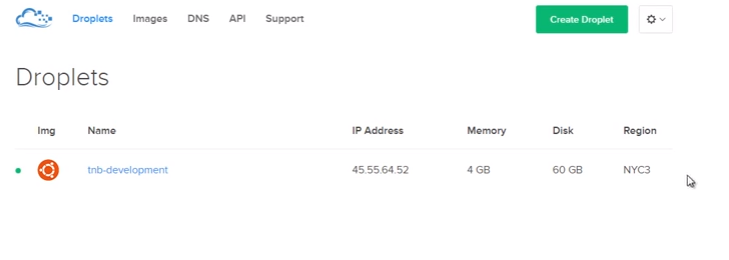 Droplets Images DNS API Support Create Droplet
Droplets
Img Name IP Address Memory Disk Region
tnb-development 45.55.64.52 4 GB 60 GB NYC3